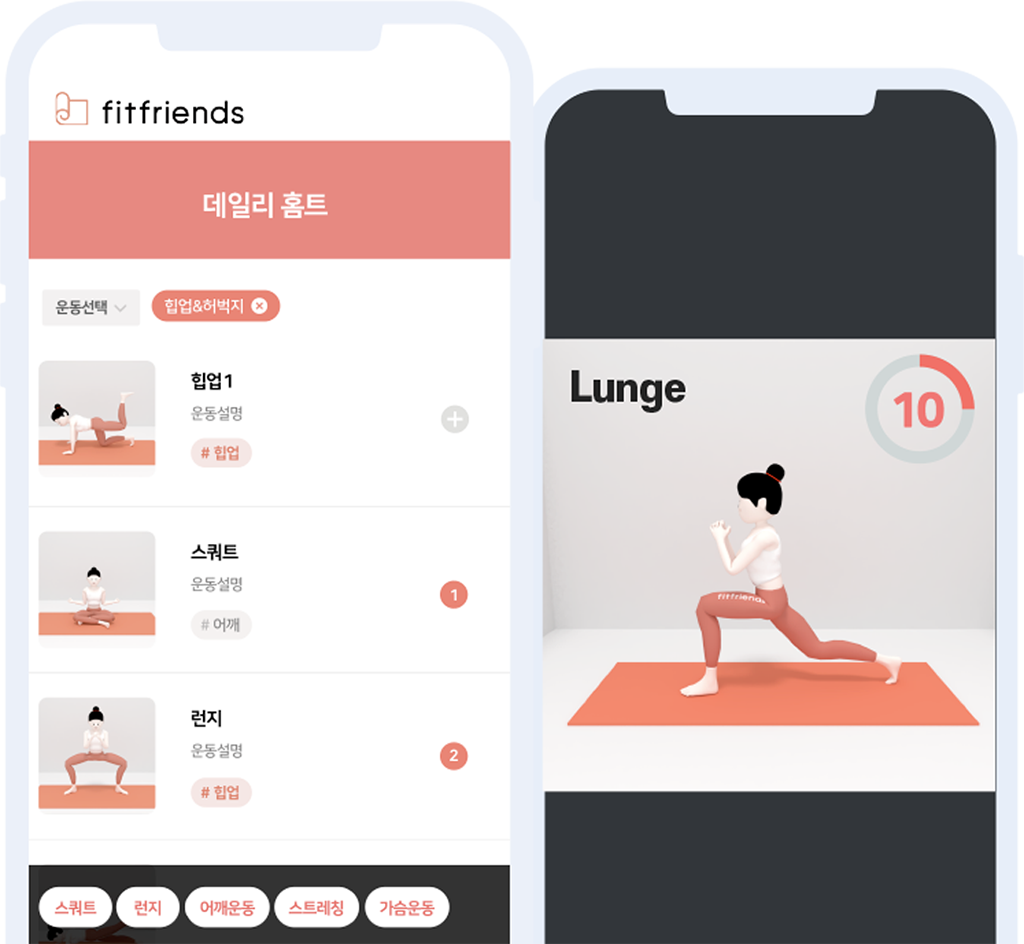 fitfriends
데일리 홈트
운동선택
힙업&허벅지
힙업1
운동설명
# 힙업
스쿼트
운동설명
# 어깨
1
런지
운동설명
# 힙업
2
스쿼트 런지 어깨운동 스트레칭 가슴운동
Lunge
10
fitfriends